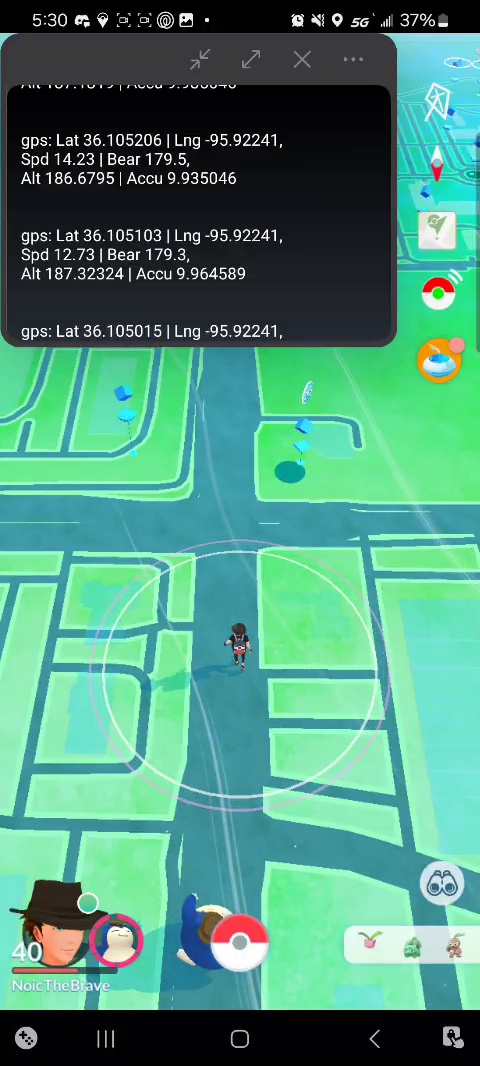 5:30
5G
37%
Alt 187.1819 | Accu 9.936046
gps: Lat 36.105206 | Lng -95.92241,
Spd 14.23 | Bear 179.5,
Alt 186.6795 | Accu 9.935046
gps: Lat 36.105103 | Lng -95.92241,
Spd 12.73 | Bear 179.3,
Alt 187.32324 | Accu 9.964589
gps: Lat 36.105015 | Lng -95.92241,
40
NoicTheBrave